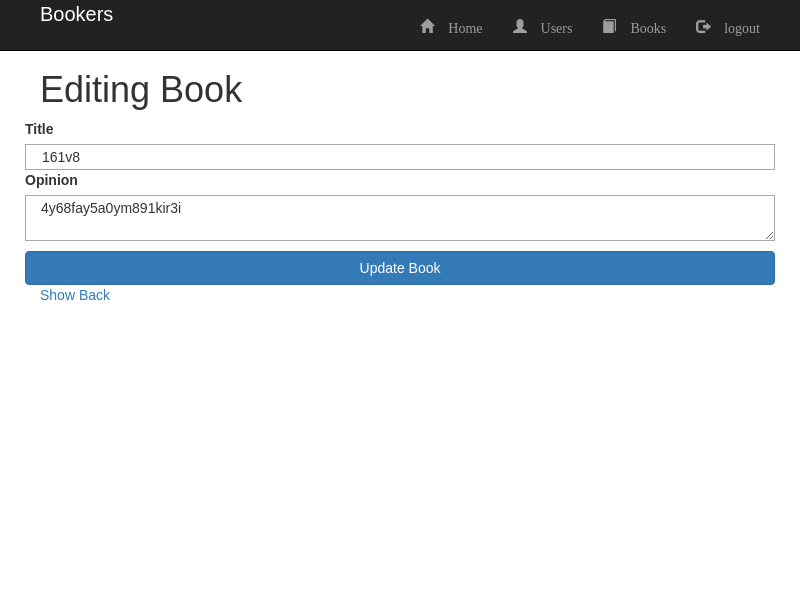 Bookers
Home Users Books logout
Editing Book
Title
161v8
Opinion
4y68fay5a0ym891kir3i
Update Book
Show Back